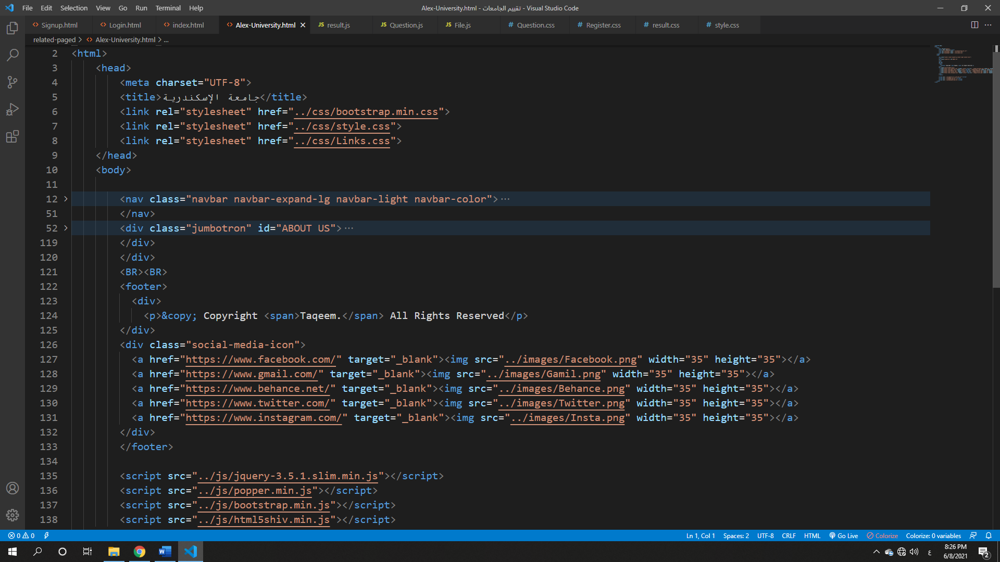 File Edit Selection View Go Run Terminal Help
Alex-University.html - تقييم الجامعات - Visual Studio Code
Signup.html Login.html index.html Alex-University.html result.js Question.js File.js Question.css Register.css result.css style.css
related-paged > Alex-University.html > ...
2 <html>
3 <head>
4 <meta charset="UTF-8">
5 <title>جامعة الإسكندرية</title>
6 <link rel="stylesheet" href="../css/bootstrap.min.css">
7 <link rel="stylesheet" href="../css/style.css">
8 <link rel="stylesheet" href="../css/Links.css">
9 </head>
10 <body>
11
12 <nav class="navbar navbar-expand-lg navbar-light navbar-color">···
51 </nav>
52 <div class="jumbotron" id="ABOUT US">···
119 </div>
120 </div>
121 <BR><BR>
122 <footer>
123 <div>
124 <p>&copy; Copyright <span>Taqeem.</span> All Rights Reserved</p>
125 </div>
126 <div class="social-media-icon">
127 <a href="https://www.facebook.com/" target="_blank"><img src="../images/Facebook.png" width="35" height="35"></a>
128 <a href="https://www.gmail.com/" target="_blank"><img src="../images/Gamil.png" width="35" height="35"></a>
129 <a href="https://www.behance.net/" target="_blank"><img src="../images/Behance.png" width="35" height="35"></a>
130 <a href="https://www.twitter.com/" target="_blank"><img src="../images/Twitter.png" width="35" height="35"></a>
131 <a href="https://www.instagram.com/" target="_blank"><img src="../images/Insta.png" width="35" height="35"></a>
132 </div>
133 </footer>
134
135 <script src="../js/jquery-3.5.1.slim.min.js"></script>
136 <script src="../js/popper.min.js"></script>
137 <script src="../js/bootstrap.min.js"></script>
138 <script src="../js/html5shiv.min.js"></script>
0 0 Ln 1, Col 1 Spaces: 2 UTF-8 CRLF HTML Go Live Colorize Colorize: 0 variables
ع 8:26 PM
6/8/2021 2